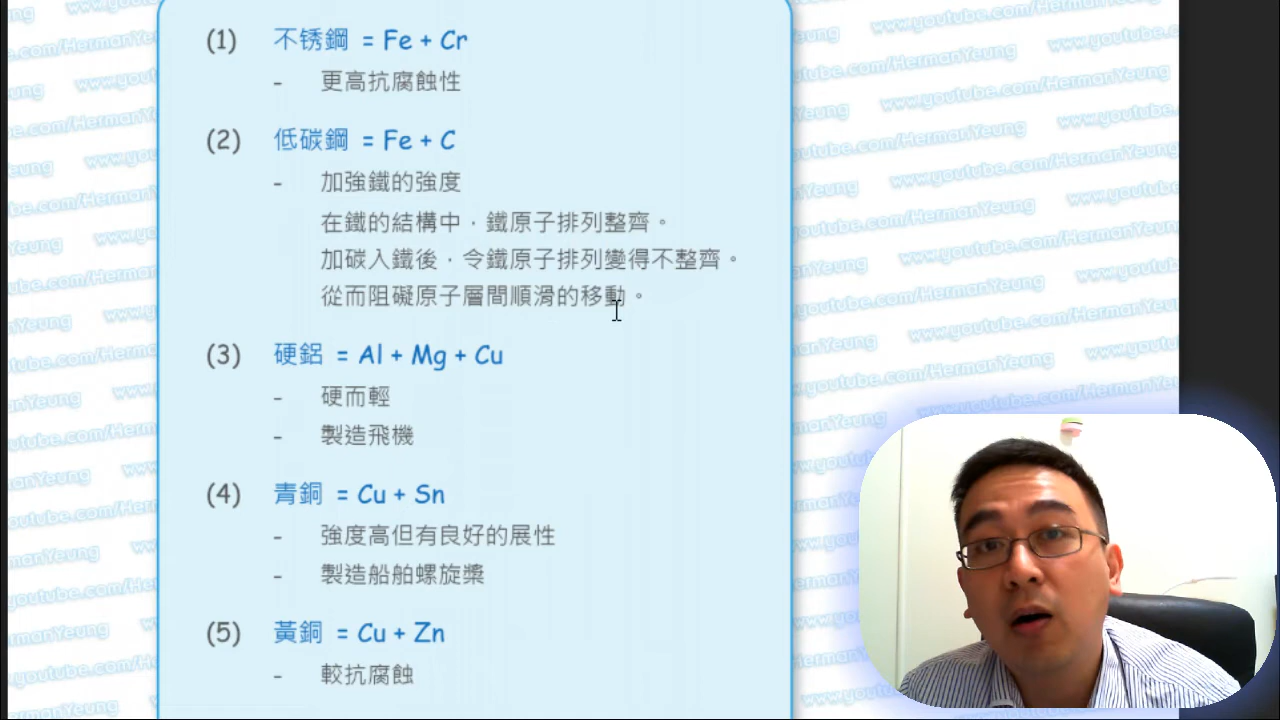 (1) 不锈鋼 = Fe + Cr
- 更高抗腐蝕性
(2) 低碳鋼 = Fe + C
- 加強鐵的強度
在鐵的結構中，鐵原子排列整齊。
加碳入鐵後，令鐵原子排列變得不整齊。
從而阻礙原子層間順滑的移動。
(3) 硬鋁 = Al + Mg + Cu
- 硬而輕
- 製造飛機
(4) 青銅 = Cu + Sn
- 強度高但有良好的展性
- 製造船舶螺旋槳
(5) 黃銅 = Cu + Zn
- 較抗腐蝕
www.youtube.com/HermanYeung